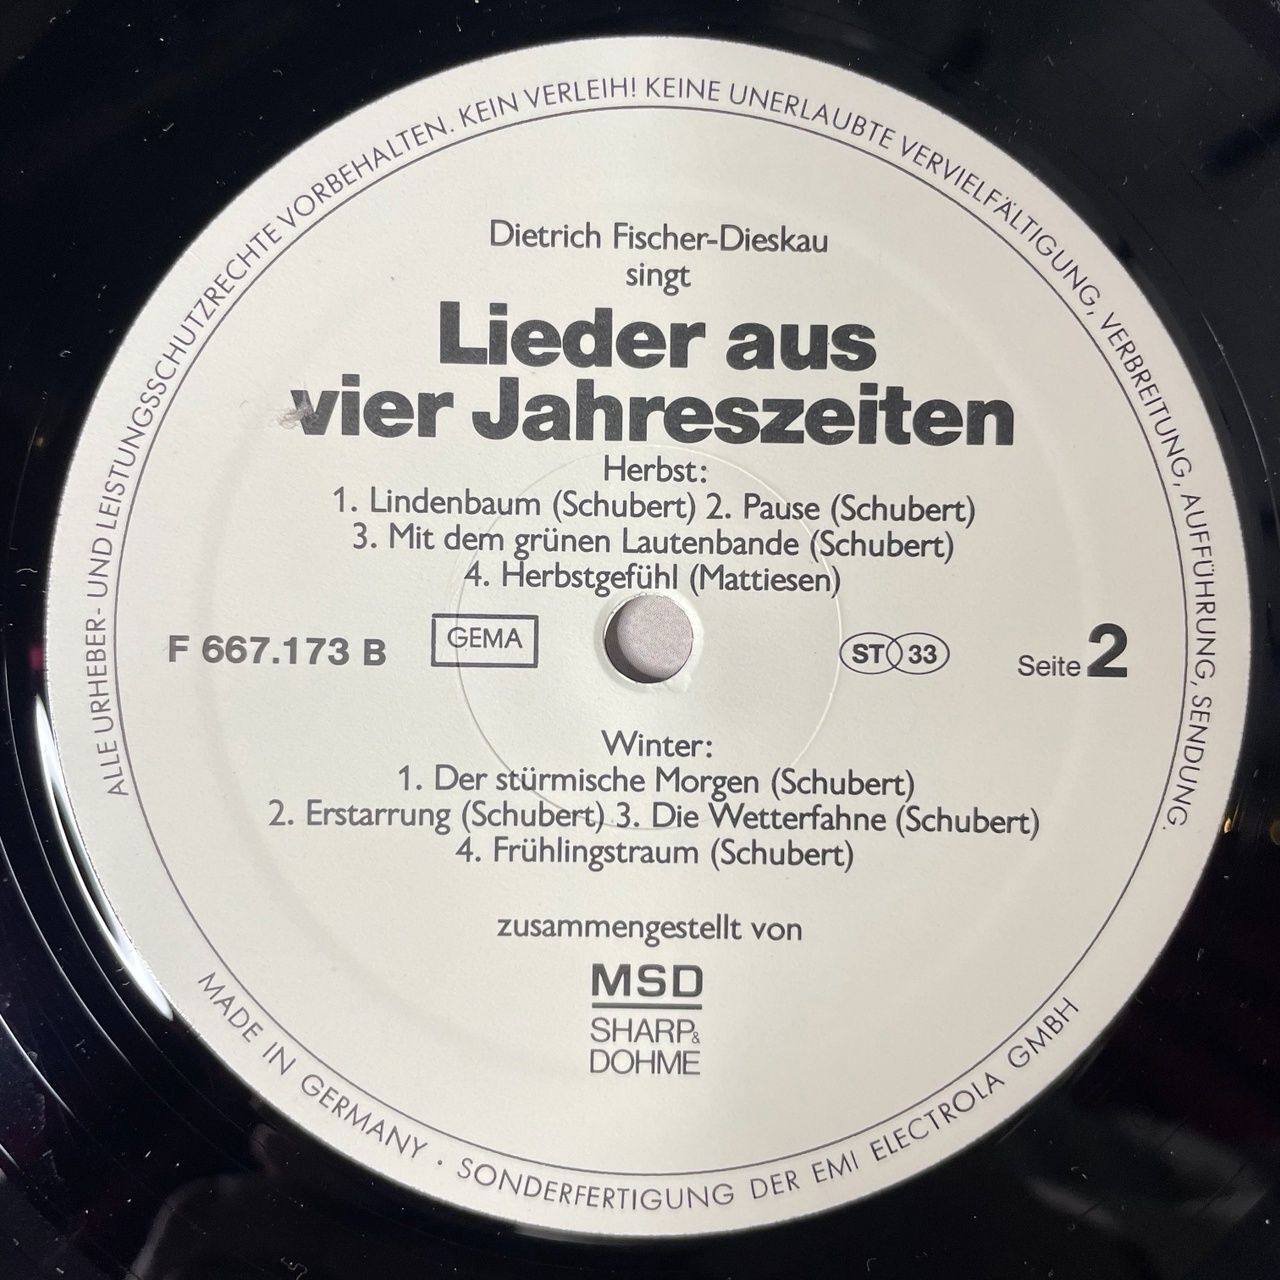 ALLE URHEBER- UND LEISTUNGSSCHUTZRECHTE VORBEHALTEN. KEIN VERLEIH! KEINE UNERLAUBTE VERVIELFÄLTIGUNG, VERBREITUNG, AUFFÜHRUNG, SENDUNG.
Dietrich Fischer-Dieskau
singt
Lieder aus
vier Jahreszeiten
Herbst:
1. Lindenbaum (Schubert) 2. Pause (Schubert)
3. Mit dem grünen Lautenbande (Schubert)
4. Herbstgefühl (Mattiesen)
F 667.173 B GEMA ST 33 Seite 2
Winter:
1. Der stürmische Morgen (Schubert)
2. Erstarrung (Schubert) 3. Die Wetterfahne (Schubert)
4. Frühlingstraum (Schubert)
zusammengestellt von
MSD
SHARP &
DOHME
MADE IN GERMANY · SONDERFERTIGUNG DER EMI ELECTROLA GMBH